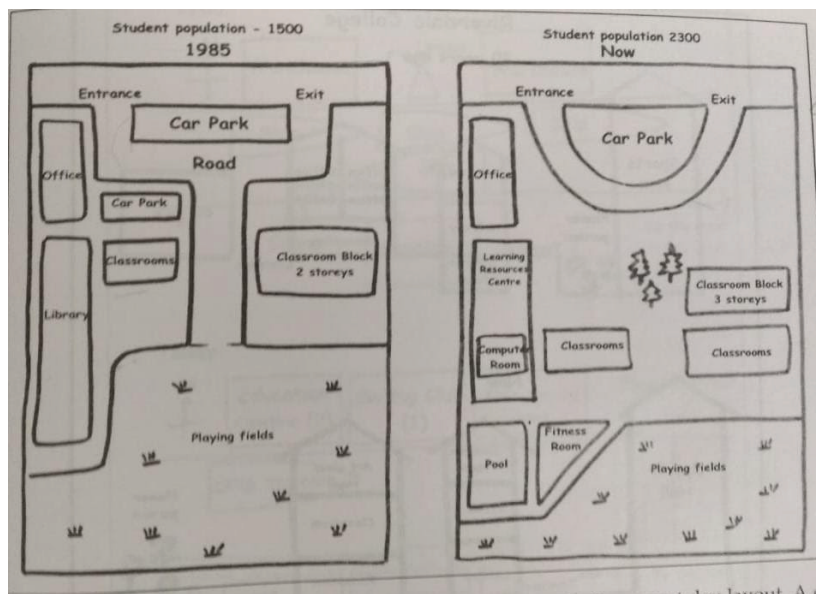 Student population - 1500
1985
Entrance
Exit
Car Park
Road
Office
Car Park
Classrooms
Classroom Block
2 storeys
Library
Playing fields
Student population 2300
Now
Entrance
Exit
Car Park
Office
Learning
Resources
Centre
Classroom Block
3 storeys
Computer
Room
Classrooms
Classrooms
Fitness
Room
Pool
Playing fields